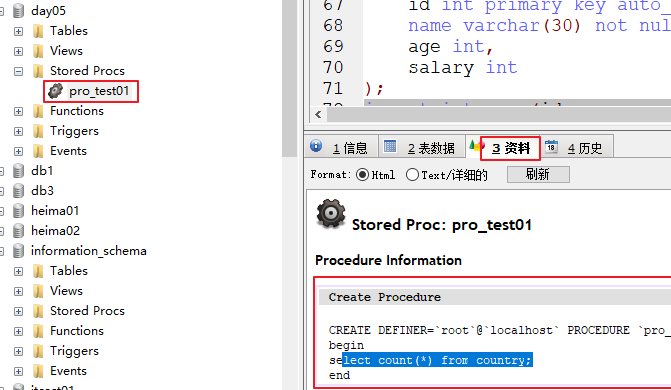 day05
Tables
Views
Stored Procs
pro_test01
Functions
Triggers
Events
db1
db3
heima01
heima02
information_schema
Tables
Views
Stored Procs
Functions
Triggers
Events
67 id int primary key auto_
68 name varchar(30) not nul
69 age int,
70 salary int
71 );
1 信息 2 表数据 3 资料 4 历史
Format: Html Text/详细的 刷新
Stored Proc: pro_test01
Procedure Information
Create Procedure
CREATE DEFINER=`root`@`localhost` PROCEDURE `pro_
begin
select count(*) from country;
end